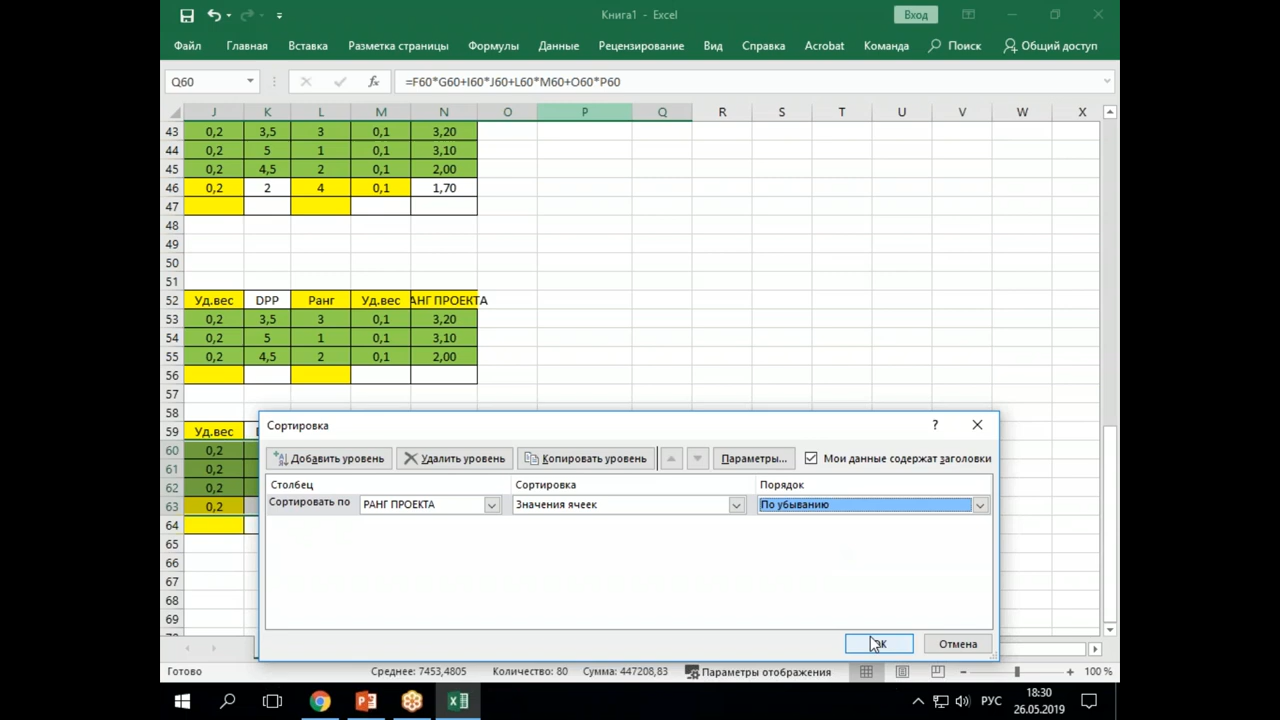 Книга1 - Excel
Вход
Файл Главная Вставка Разметка страницы Формулы Данные Рецензирование Вид Справка Acrobat Команда Поиск Общий доступ
Q60 fx =F60*G60+I60*J60+L60*M60+O60*P60
J K L M N O P Q R S T U V W X
43 0,2 3,5 3 0,1 3,20
44 0,2 5 1 0,1 3,10
45 0,2 4,5 2 0,1 2,00
46 0,2 2 4 0,1 1,70
47
48
49
50
51
52 Уд.вес DPP Ранг Уд.вес АНГ ПРОЕКТА
53 0,2 3,5 3 0,1 3,20
54 0,2 5 1 0,1 3,10
55 0,2 4,5 2 0,1 2,00
56
57
58
59 Уд.вес
60 0,2
61 0,2
62 0,2
63 0,2
64
65
66
67
68
69
Сортировка ?
Добавить уровень Удалить уровень Копировать уровень Параметры... Мои данные содержат заголовки
Столбец Сортировка Порядок
Сортировать по РАНГ ПРОЕКТА Значения ячеек По убыванию
ОК Отмена
Готово Среднее: 7453,4805 Количество: 80 Сумма: 447208,83 Параметры отображения 100 %
РУС 18:30
26.05.2019